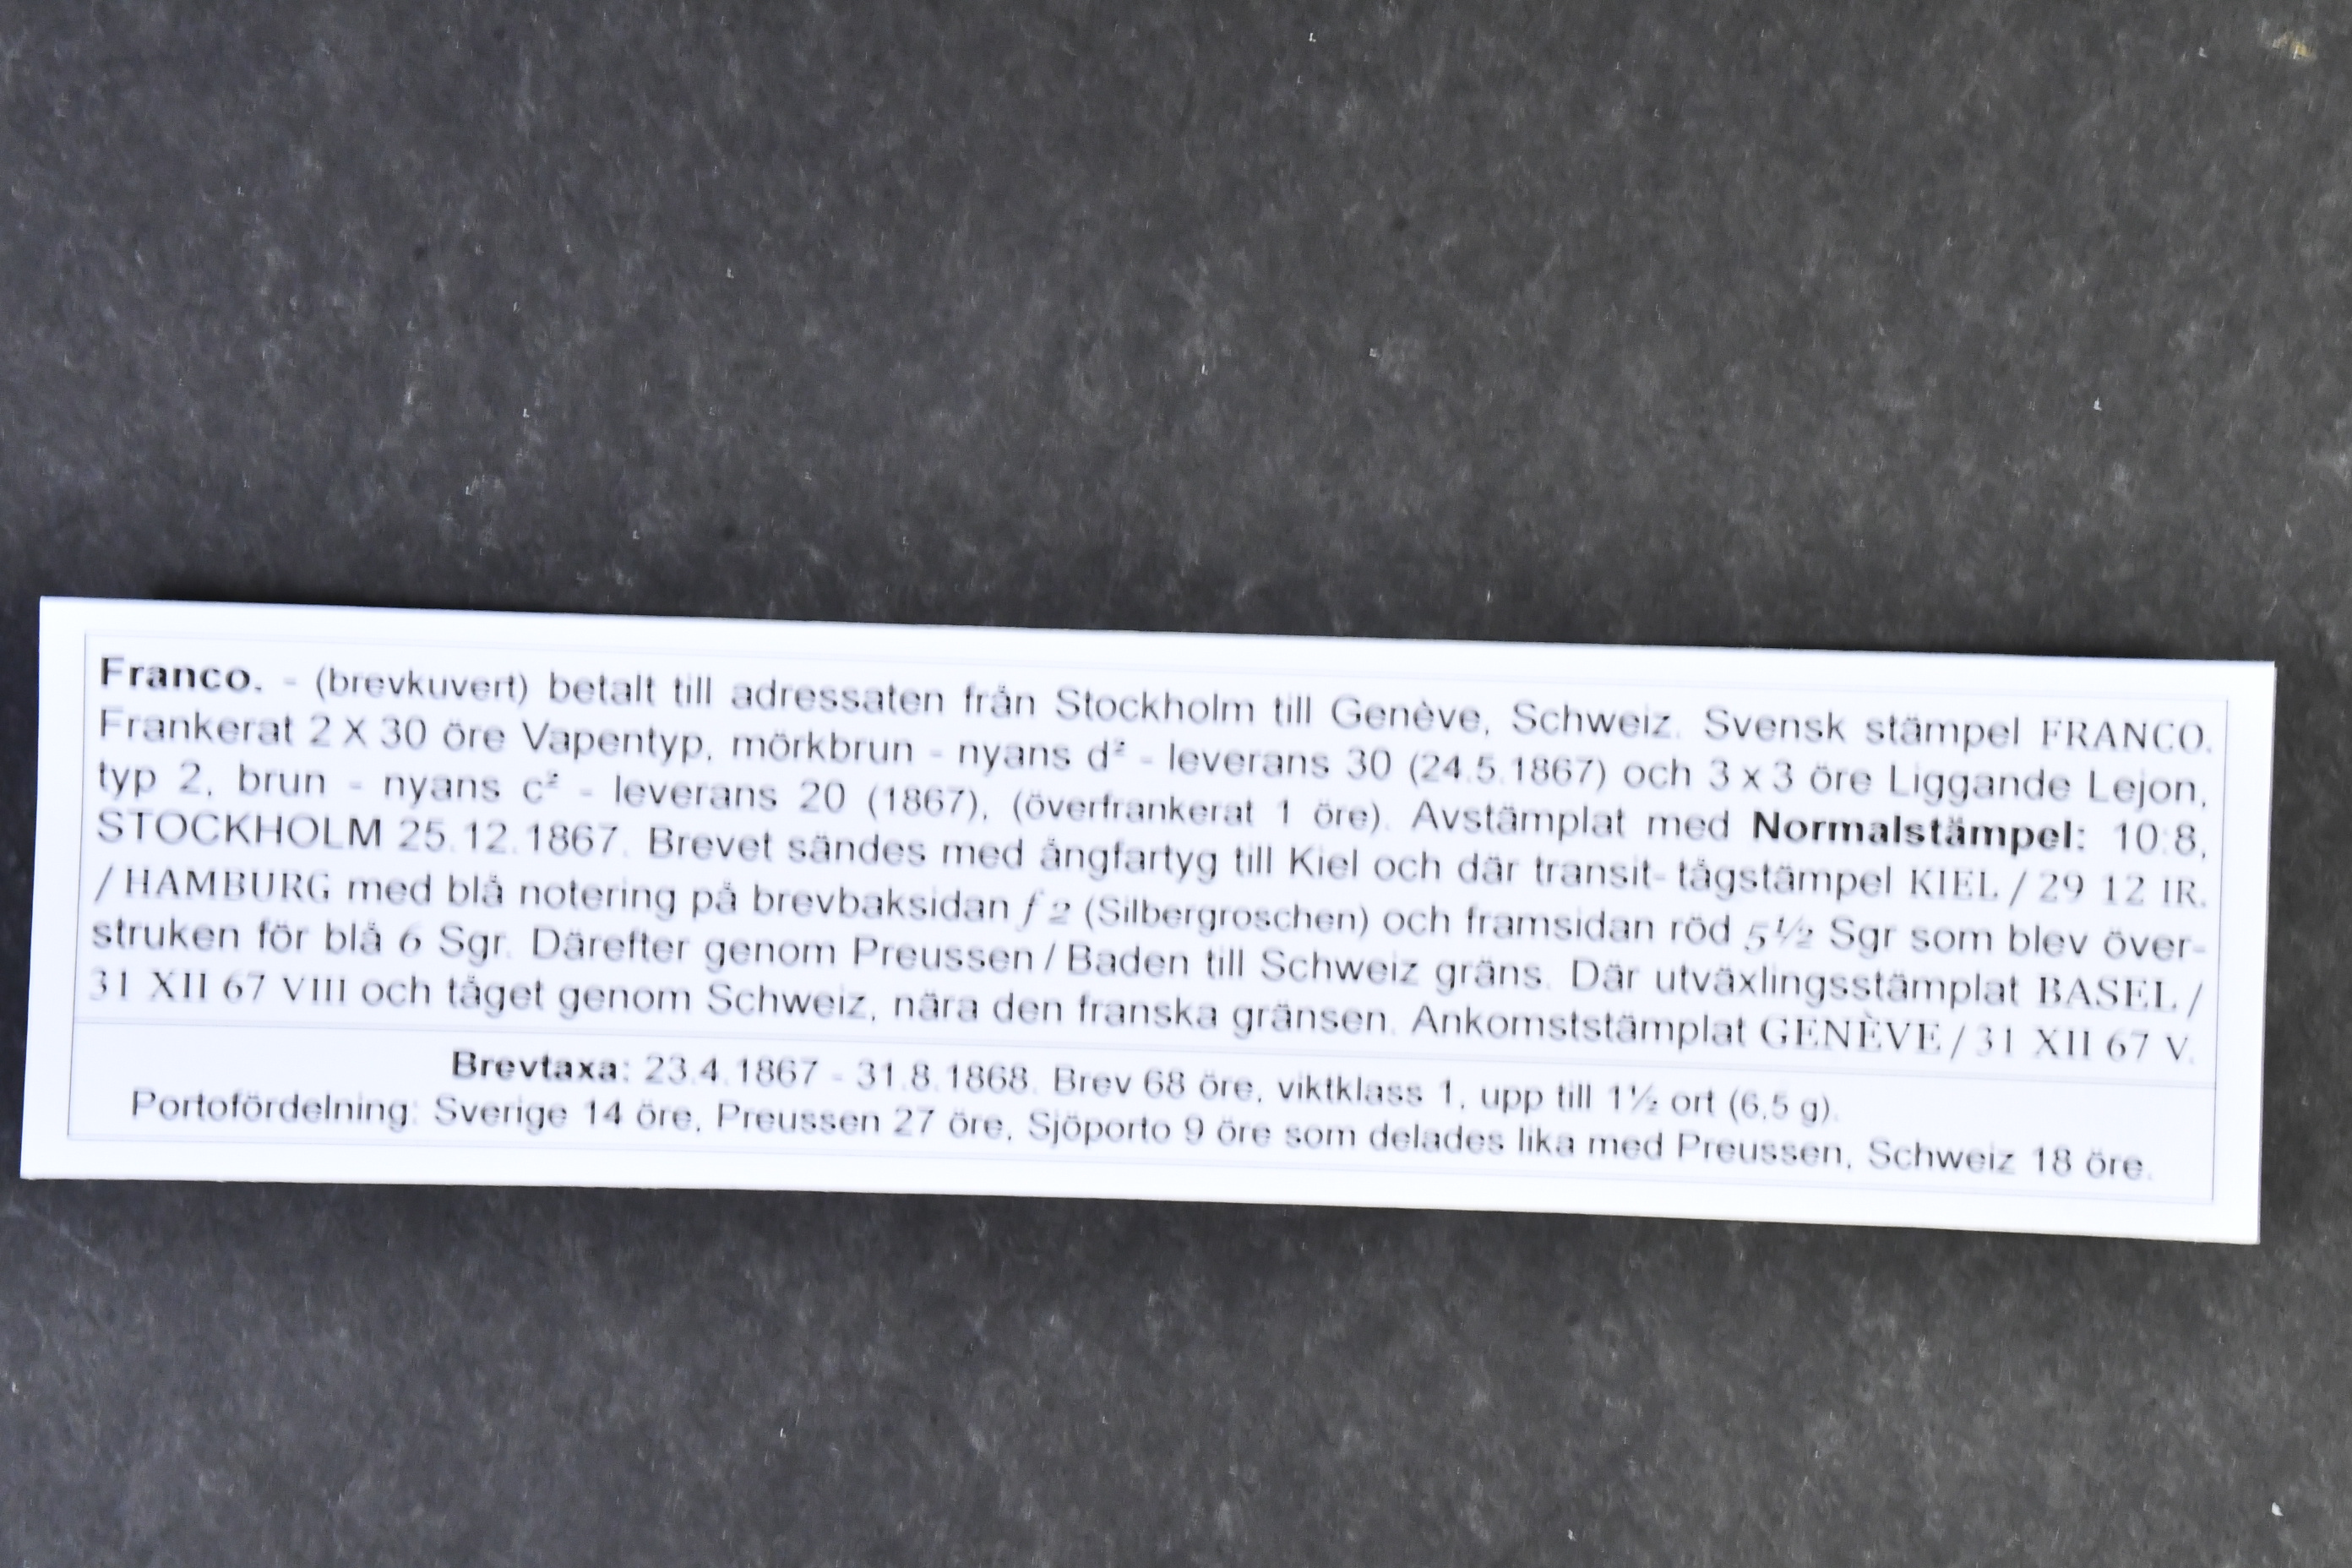 Franco. - (brevkuvert) betalt till adressaten från Stockholm till Genève, Schweiz. Svensk stämpel FRANCO.
Frankerat 2 X 30 öre Vapentyp, mörkbrun - nyans d² - leverans 30 (24.5.1867) och 3 x 3 öre Liggande Lejon,
typ 2, brun - nyans c² - leverans 20 (1867), (överfrankerat 1 öre). Avstämplat med Normalstämpel: 10:8,
STOCKHOLM 25.12.1867. Brevet sändes med ångfartyg till Kiel och där transit- tågstämpel KIEL / 29 12 IR.
/ HAMBURG med blå notering på brevbaksidan f 2 (Silbergroschen) och framsidan röd 5½ Sgr som blev över-
struken för blå 6 Sgr. Därefter genom Preussen / Baden till Schweiz gräns. Där utväxlingsstämplat BASEL /
31 XII 67 VIII och tåget genom Schweiz, nära den franska gränsen. Ankomststämplat GENÈVE / 31 XII 67 V.
Brevtaxa: 23.4.1867 - 31.8.1868. Brev 68 öre, viktklass 1, upp till 1½ ort (6,5 g).
Portofördelning: Sverige 14 öre, Preussen 27 öre, Sjöporto 9 öre som delades lika med Preussen, Schweiz 18 öre.